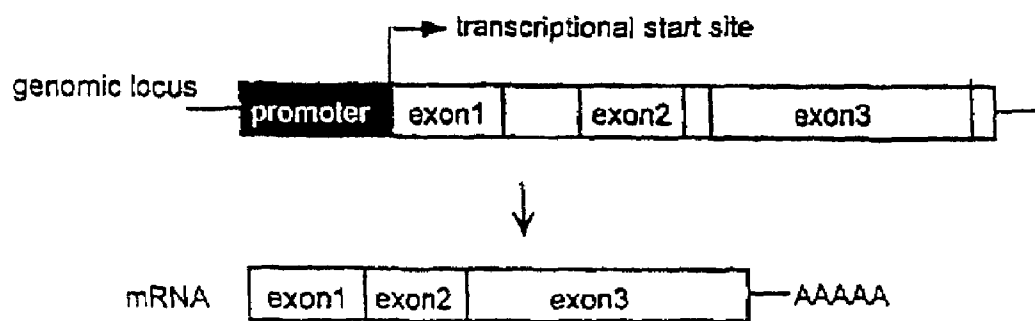 transcriptional start site
genomic locus
promoter exon1 exon2 exon3
mRNA exon1 exon2 exon3 AAAAA